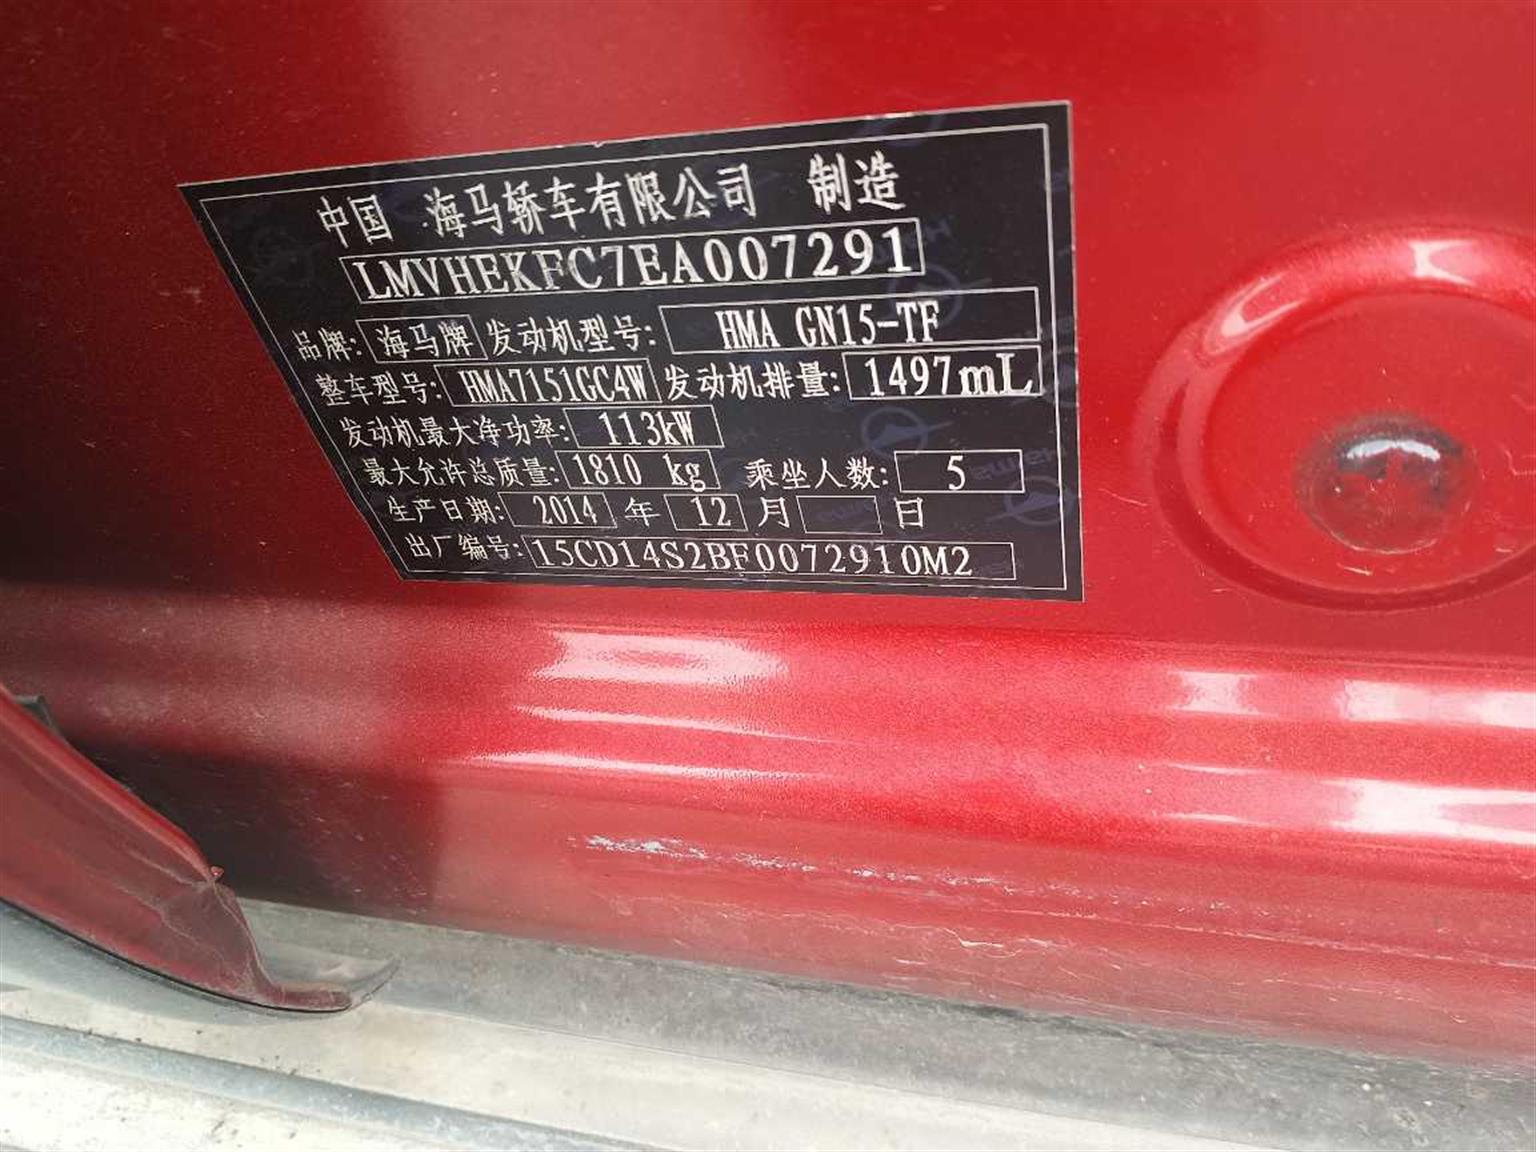 中国 海马轿车有限公司 制造
LMVHEKFC7EA007291
品牌: 海马牌 发动机型号: HMA GN15-TF
整车型号: HMA7151GC4W 发动机排量: 1497mL
发动机最大净功率: 113kW
最大允许总质量: 1810 kg 乘坐人数: 5
生产日期: 2014 年 12 月 日
出厂编号: 15CD14S2BF0072910M2